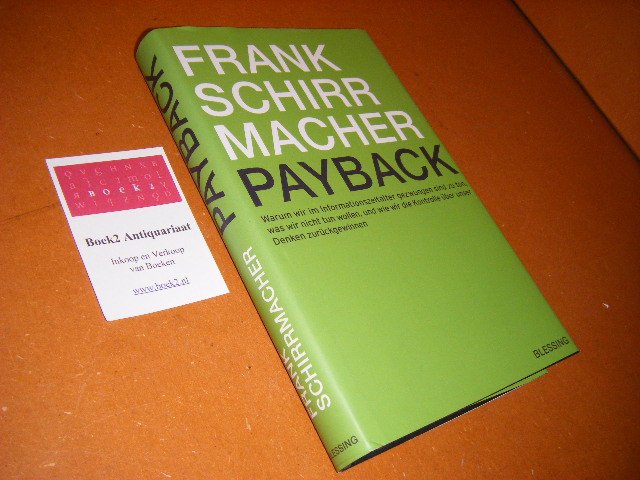 FRANK
SCHIRR
MACHER
PAYBACK
Warum wir im Informationszeitalter gezwungen sind zu tun,
was wir nicht tun wollen, und wie wir die Kontrolle über unser
Denken zurückgewinnen
BLESSING
FRANK
SCHIRRMACHER
PAYBACK
LESSING
BOEK2
Boek2 Antiquariaat
Inkoop en Verkoop
van Boeken
www.boek2.nl